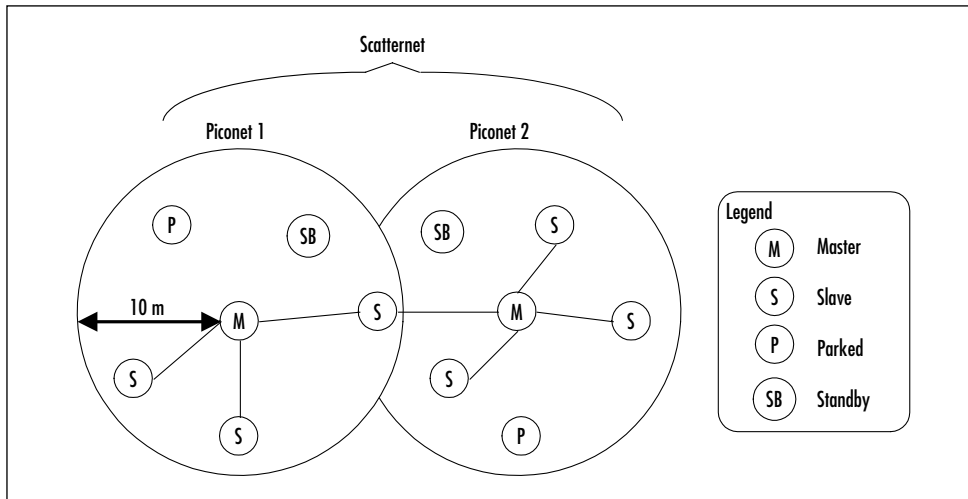 Scatternet
Piconet 1
Piconet 2
P
SB
SB
S
10 m
M
S
M
S
S
S
S
P
Legend
M Master
S Slave
P Parked
SB Standby